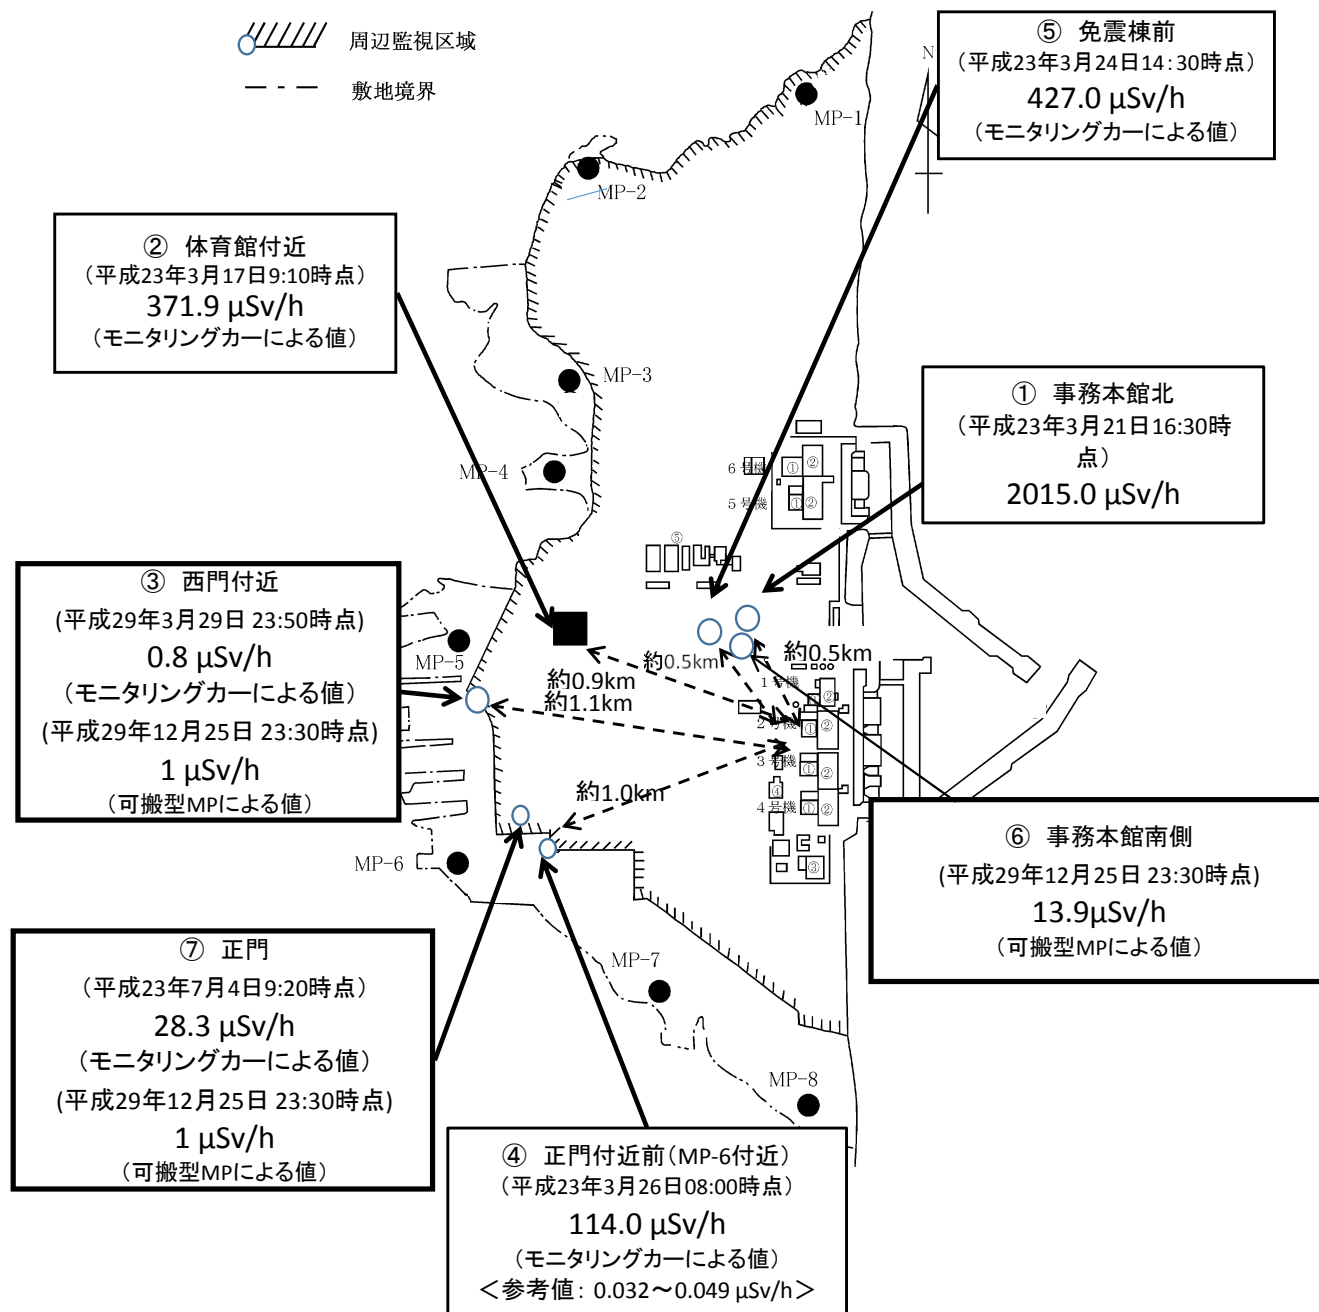 周辺監視区域
敷地境界
⑤ 免震棟前
（平成23年3月24日14：30時点）
427.0 µSv/h
（モニタリングカーによる値）
N
MP-1
MP-2
② 体育館付近
（平成23年3月17日9:10時点）
371.9 µSv/h
（モニタリングカーによる値）
MP-3
① 事務本館北
（平成23年3月21日16:30時
点）
2015.0 µSv/h
MP-4
6号機
① ②
5号機
① ②
⑤
③ 西門付近
(平成29年3月29日 23:50時点)
0.8 µSv/h
（モニタリングカーによる値）
(平成29年12月25日 23:30時点)
1 µSv/h
（可搬型MPによる値）
MP-5
約0.5km
約0.5km
約0.9km
約1.1km
1号機
②
2号機
① ②
3号機
① ②
④
約1.0km
4号機
① ②
③
MP-6
⑥ 事務本館南側
(平成29年12月25日 23:30時点)
13.9µSv/h
（可搬型MPによる値）
⑦ 正門
（平成23年7月4日9:20時点）
28.3 µSv/h
（モニタリングカーによる値）
(平成29年12月25日 23:30時点)
1 µSv/h
（可搬型MPによる値）
MP-7
MP-8
④ 正門付近前（MP-6付近）
（平成23年3月26日08:00時点）
114.0 µSv/h
（モニタリングカーによる値）
＜参考値： 0.032～0.049 µSv/h＞